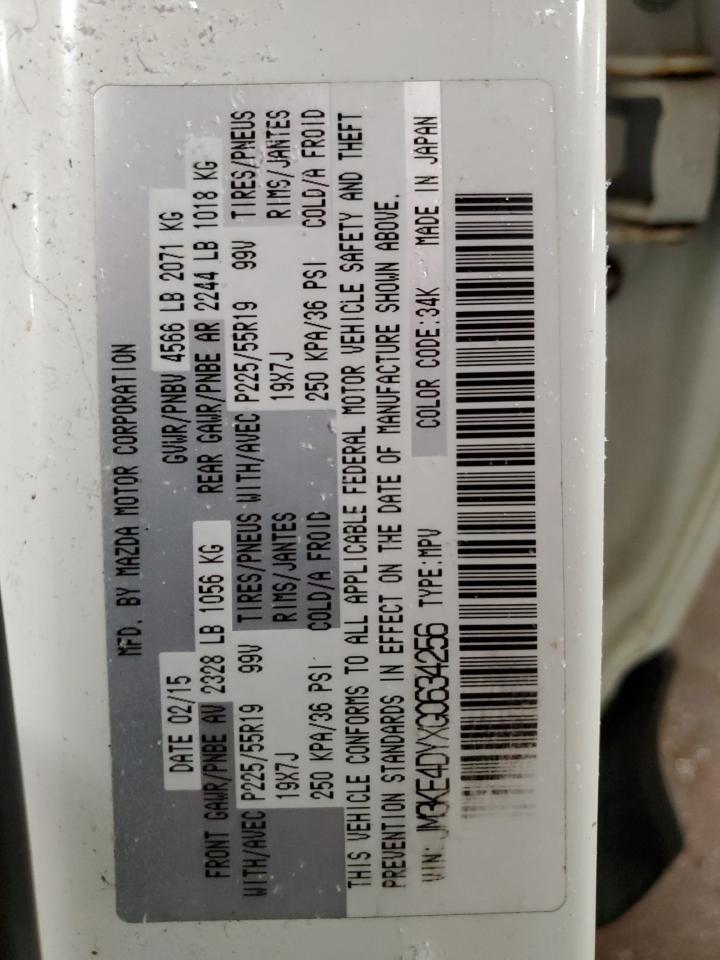 MFD. BY MAZDA MOTOR CORPORATION
DATE 02/15 GVWR/PNBV 4566 LB 2071 KG
FRONT GAWR/PNBE AV 2328 LB 1056 KG REAR GAWR/PNBE AR 2244 LB 1018 KG
WITH/AVEC P225/55R19 99V TIRES/PNEUS WITH/AVEC P225/55R19 99V TIRES/PNEUS
19X7J RIMS/JANTES 19X7J RIMS/JANTES
250 KPA/36 PSI COLD/A FROID 250 KPA/36 PSI COLD/A FROID
THIS VEHICLE CONFORMS TO ALL APPLICABLE FEDERAL MOTOR VEHICLE SAFETY AND THEFT
PREVENTION STANDARDS IN EFFECT ON THE DATE OF MANUFACTURE SHOWN ABOVE.
VIN: JM3KE4DYXG0634256 TYPE:MPV COLOR CODE:34K MADE IN JAPAN